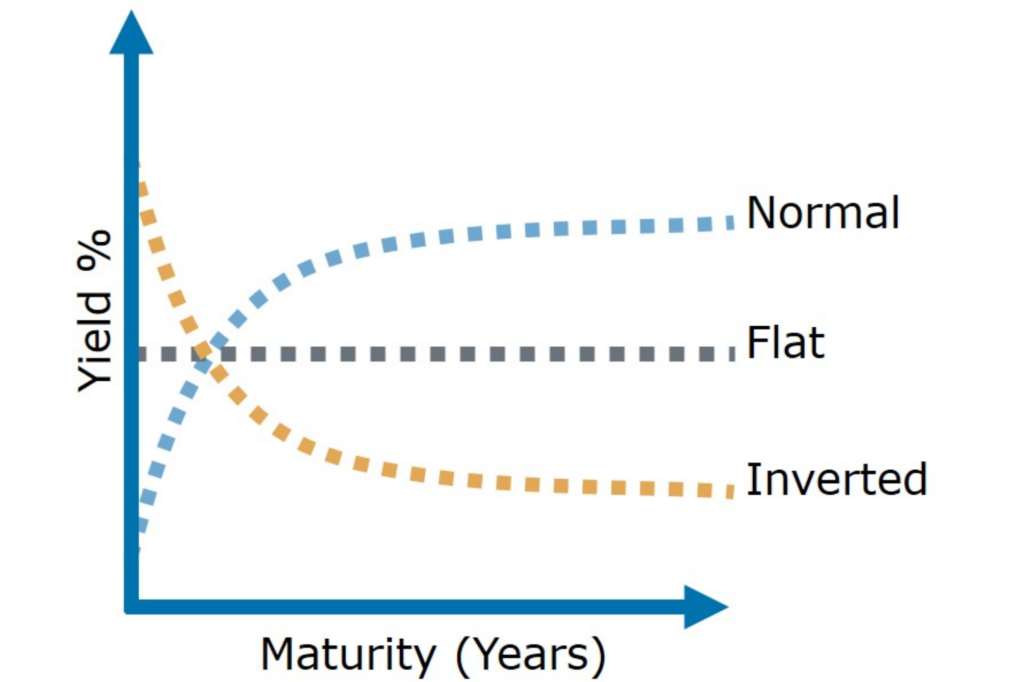 Yield %
Normal
Flat
Inverted
Maturity (Years)